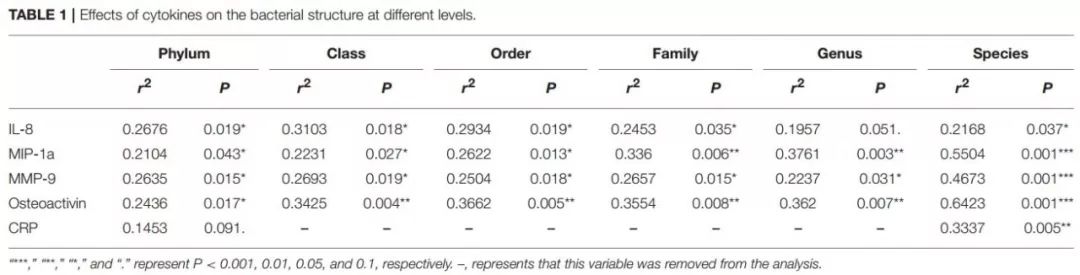 TABLE 1 | Effects of cytokines on the bacterial structure at different levels.
Phylum Class Order Family Genus Species
r² P r² P r² P r² P r² P r² P
IL-8 0.2676 0.019* 0.3103 0.018* 0.2934 0.019* 0.2453 0.035* 0.1957 0.051. 0.2168 0.037*
MIP-1a 0.2104 0.043* 0.2231 0.027* 0.2622 0.013* 0.336 0.006** 0.3761 0.003** 0.5504 0.001***
MMP-9 0.2635 0.015* 0.2693 0.019* 0.2504 0.018* 0.2657 0.015* 0.2237 0.031* 0.4673 0.001***
Osteoactivin 0.2436 0.017* 0.3425 0.004** 0.3662 0.005** 0.3554 0.008** 0.362 0.007** 0.6423 0.001***
CRP 0.1453 0.091. – – – – – – – – 0.3337 0.005**
“***,” “**,” “*,” and “.” represent P < 0.001, 0.01, 0.05, and 0.1, respectively. –, represents that this variable was removed from the analysis.